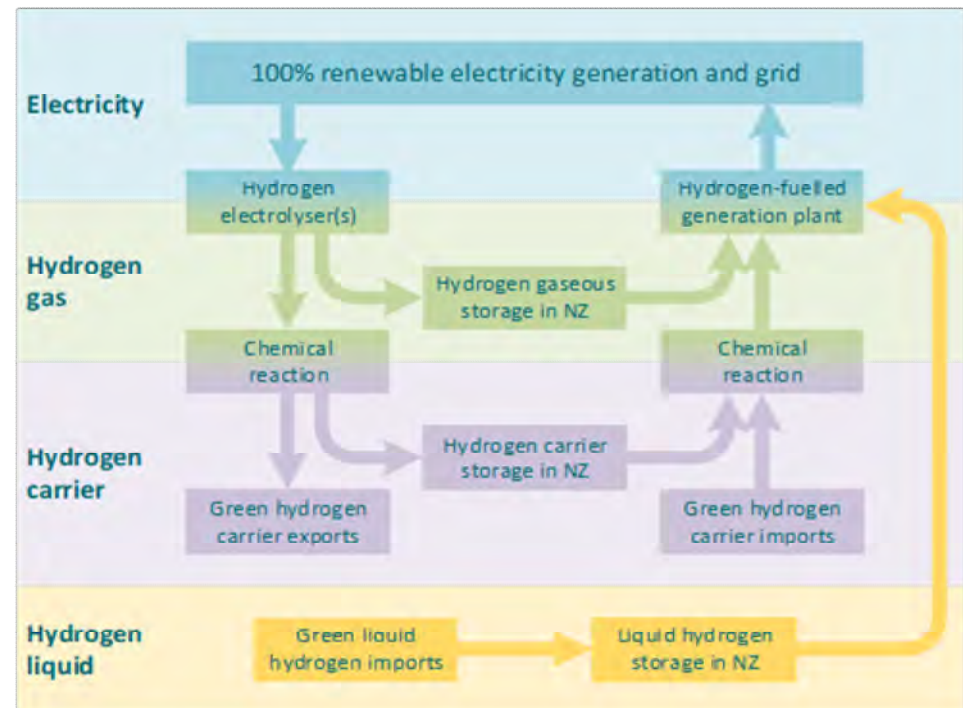 100% renewable electricity generation and grid
Electricity
Hydrogen
electrolyser(s)
Hydrogen-fuelled
generation plant
Hydrogen
gas
Hydrogen gaseous
storage in NZ
Chemical
reaction
Chemical
reaction
Hydrogen
carrier
Hydrogen carrier
storage in NZ
Green hydrogen
carrier exports
Green hydrogen
carrier imports
Hydrogen
liquid
Green liquid
hydrogen imports
Liquid hydrogen
storage in NZ